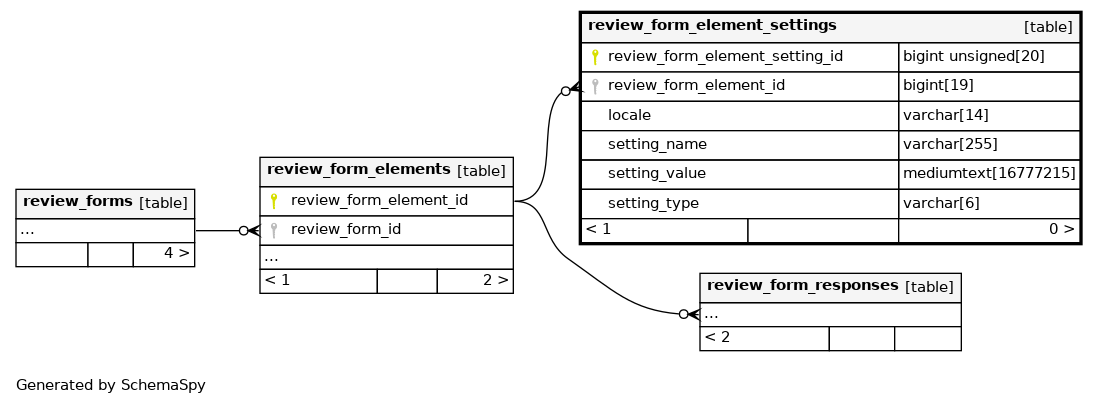 review_form_element_settings [table]
review_form_element_setting_id bigint unsigned[20]
review_form_element_id bigint[19]
locale varchar[14]
setting_name varchar[255]
setting_value mediumtext[16777215]
setting_type varchar[6]
< 1 0 >
review_form_elements [table]
review_form_element_id
review_form_id
...
< 1 2 >
review_forms [table]
...
4 >
review_form_responses [table]
...
< 2
Generated by SchemaSpy